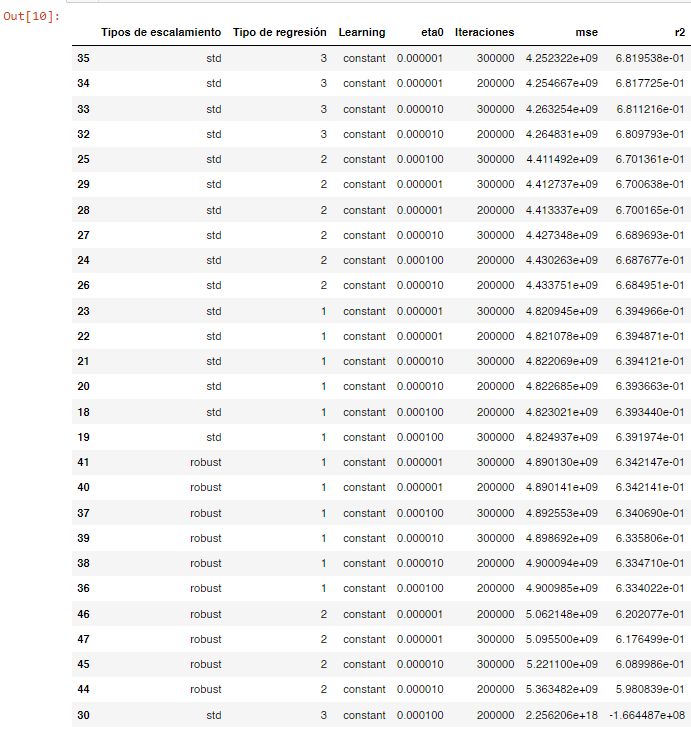 Out[10]:
Tipos de escalamiento Tipo de regresión Learning eta0 Iteraciones mse r2
35 std 3 constant 0.000001 300000 4.252322e+09 6.819538e-01
34 std 3 constant 0.000001 200000 4.254667e+09 6.817725e-01
33 std 3 constant 0.000010 300000 4.263254e+09 6.811216e-01
32 std 3 constant 0.000010 200000 4.264831e+09 6.809793e-01
25 std 2 constant 0.000100 300000 4.411492e+09 6.701361e-01
29 std 2 constant 0.000001 300000 4.412737e+09 6.700638e-01
28 std 2 constant 0.000001 200000 4.413337e+09 6.700165e-01
27 std 2 constant 0.000010 300000 4.427348e+09 6.689693e-01
24 std 2 constant 0.000100 200000 4.430263e+09 6.687677e-01
26 std 2 constant 0.000010 200000 4.433751e+09 6.684951e-01
23 std 1 constant 0.000001 300000 4.820945e+09 6.394966e-01
22 std 1 constant 0.000001 200000 4.821078e+09 6.394871e-01
21 std 1 constant 0.000010 300000 4.822069e+09 6.394121e-01
20 std 1 constant 0.000010 200000 4.822685e+09 6.393663e-01
18 std 1 constant 0.000100 200000 4.823021e+09 6.393440e-01
19 std 1 constant 0.000100 300000 4.824937e+09 6.391974e-01
41 robust 1 constant 0.000001 300000 4.890130e+09 6.342147e-01
40 robust 1 constant 0.000001 200000 4.890141e+09 6.342141e-01
37 robust 1 constant 0.000100 300000 4.892553e+09 6.340690e-01
39 robust 1 constant 0.000010 300000 4.898692e+09 6.335806e-01
38 robust 1 constant 0.000010 200000 4.900094e+09 6.334710e-01
36 robust 1 constant 0.000100 200000 4.900985e+09 6.334022e-01
46 robust 2 constant 0.000001 200000 5.062148e+09 6.202077e-01
47 robust 2 constant 0.000001 300000 5.095500e+09 6.176499e-01
45 robust 2 constant 0.000010 300000 5.221100e+09 6.089986e-01
44 robust 2 constant 0.000010 200000 5.363482e+09 5.980839e-01
30 std 3 constant 0.000100 200000 2.256206e+18 -1.664487e+08